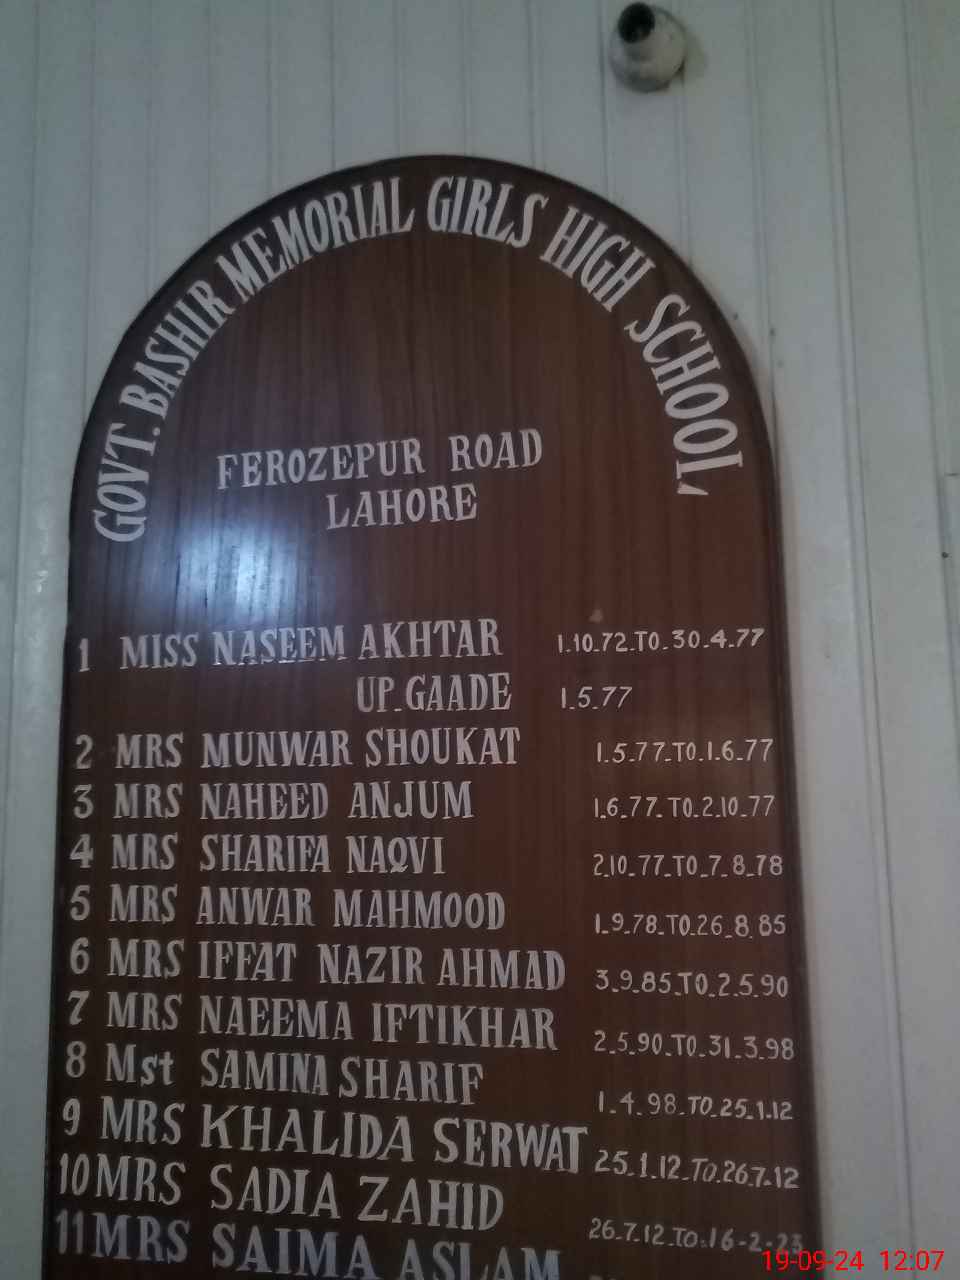 GOVT. BASHIR MEMORIAL GIRLS HIGH SCHOOL
FEROZEPUR ROAD
LAHORE
1 MISS NASEEM AKHTAR 1.10.72.TO.30.4.77
UP.GAADE 1.5.77
2 MRS MUNWAR SHOUKAT 1.5.77.TO.1.6.77
3 MRS NAHEED ANJUM 1.6.77.TO.2.10.77
4 MRS SHARIFA NAQVI 2.10.77.TO.7.8.78
5 MRS ANWAR MAHMOOD 1.9.78.TO.26.8.85
6 MRS IFFAT NAZIR AHMAD 3.9.85.TO.2.5.90
7 MRS NAEEMA IFTIKHAR 2.5.90.TO.31.3.98
8 Mst SAMINA SHARIF 1.4.98.TO.25.1.12
9 MRS KHALIDA SERWAT 25.1.12.TO.26.7.12
10 MRS SADIA ZAHID 26.7.12.TO.16-2-23
11 MRS SAIMA ASLAM
19-09-24 12:07